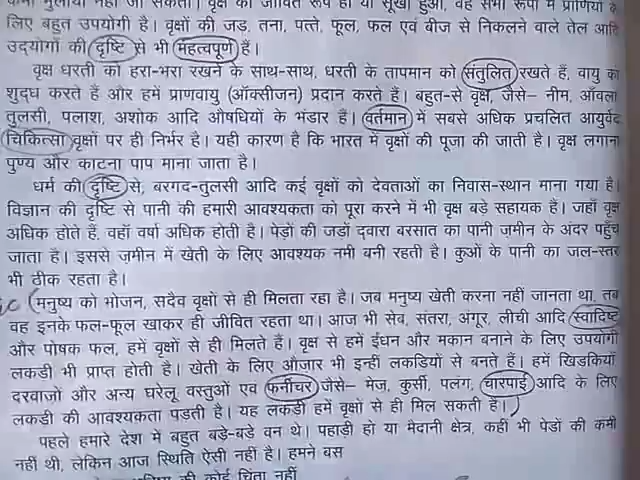 कभी भुलाया नहीं जा सकता। वृक्ष का जीवित रूप हो या सूखा हुआ, वह सभी रूपों में प्राणियों के
लिए बहुत उपयोगी है। वृक्षों की जड़, तना, पत्ते, फूल, फल एवं बीज से निकलने वाले तेल आदि
उद्योगों की दृष्टि से भी महत्वपूर्ण हैं।
वृक्ष धरती को हरा-भरा रखने के साथ-साथ, धरती के तापमान को संतुलित रखते हैं, वायु का
शुद्ध करते हैं और हमें प्राणवायु (ऑक्सीजन) प्रदान करते हैं। बहुत-से वृक्ष, जैसे– नीम, आँवला
तुलसी, पलाश, अशोक आदि औषधियों के भंडार हैं। वर्तमान में सबसे अधिक प्रचलित आयुर्वेद
चिकित्सा वृक्षों पर ही निर्भर है। यही कारण है कि भारत में वृक्षों की पूजा की जाती है। वृक्ष लगाना
पुण्य और काटना पाप माना जाता है।
धर्म की दृष्टि से, बरगद-तुलसी आदि कई वृक्षों को देवताओं का निवास-स्थान माना गया है।
विज्ञान की दृष्टि से पानी की हमारी आवश्यकता को पूरा करने में भी वृक्ष बड़े सहायक हैं। जहाँ वृक्ष
अधिक होते हैं, वहाँ वर्षा अधिक होती है। पेड़ों की जड़ों द्वारा बरसात का पानी ज़मीन के अंदर पहुँच
जाता है। इससे ज़मीन में खेती के लिए आवश्यक नमी बनी रहती है। कुओं के पानी का जल-स्तर
भी ठीक रहता है।
(मनुष्य को भोजन, सदैव वृक्षों से ही मिलता रहा है। जब मनुष्य खेती करना नहीं जानता था, तब
वह इनके फल-फूल खाकर ही जीवित रहता था। आज भी सेब, संतरा, अंगूर, लीची आदि स्वादिष्ट
और पोषक फल, हमें वृक्षों से ही मिलते हैं। वृक्ष से हमें ईंधन और मकान बनाने के लिए उपयोगी
लकड़ी भी प्राप्त होती है। खेती के लिए औज़ार भी इन्हीं लकड़ियों से बनते हैं। हमें खिड़कियाँ
दरवाज़ों और अन्य घरेलू वस्तुओं एवं फर्नीचर जैसे– मेज़, कुर्सी, पलंग, चारपाई आदि के लिए
लकड़ी की आवश्यकता पड़ती है। यह लकड़ी हमें वृक्षों से ही मिल सकती है।)
पहले हमारे देश में बहुत बड़े-बड़े वन थे। पहाड़ी हो या मैदानी क्षेत्र, कहीं भी पेड़ों की कमी
नहीं थी, लेकिन आज स्थिति ऐसी नहीं है। हमने बस
की कोई चिंता नहीं